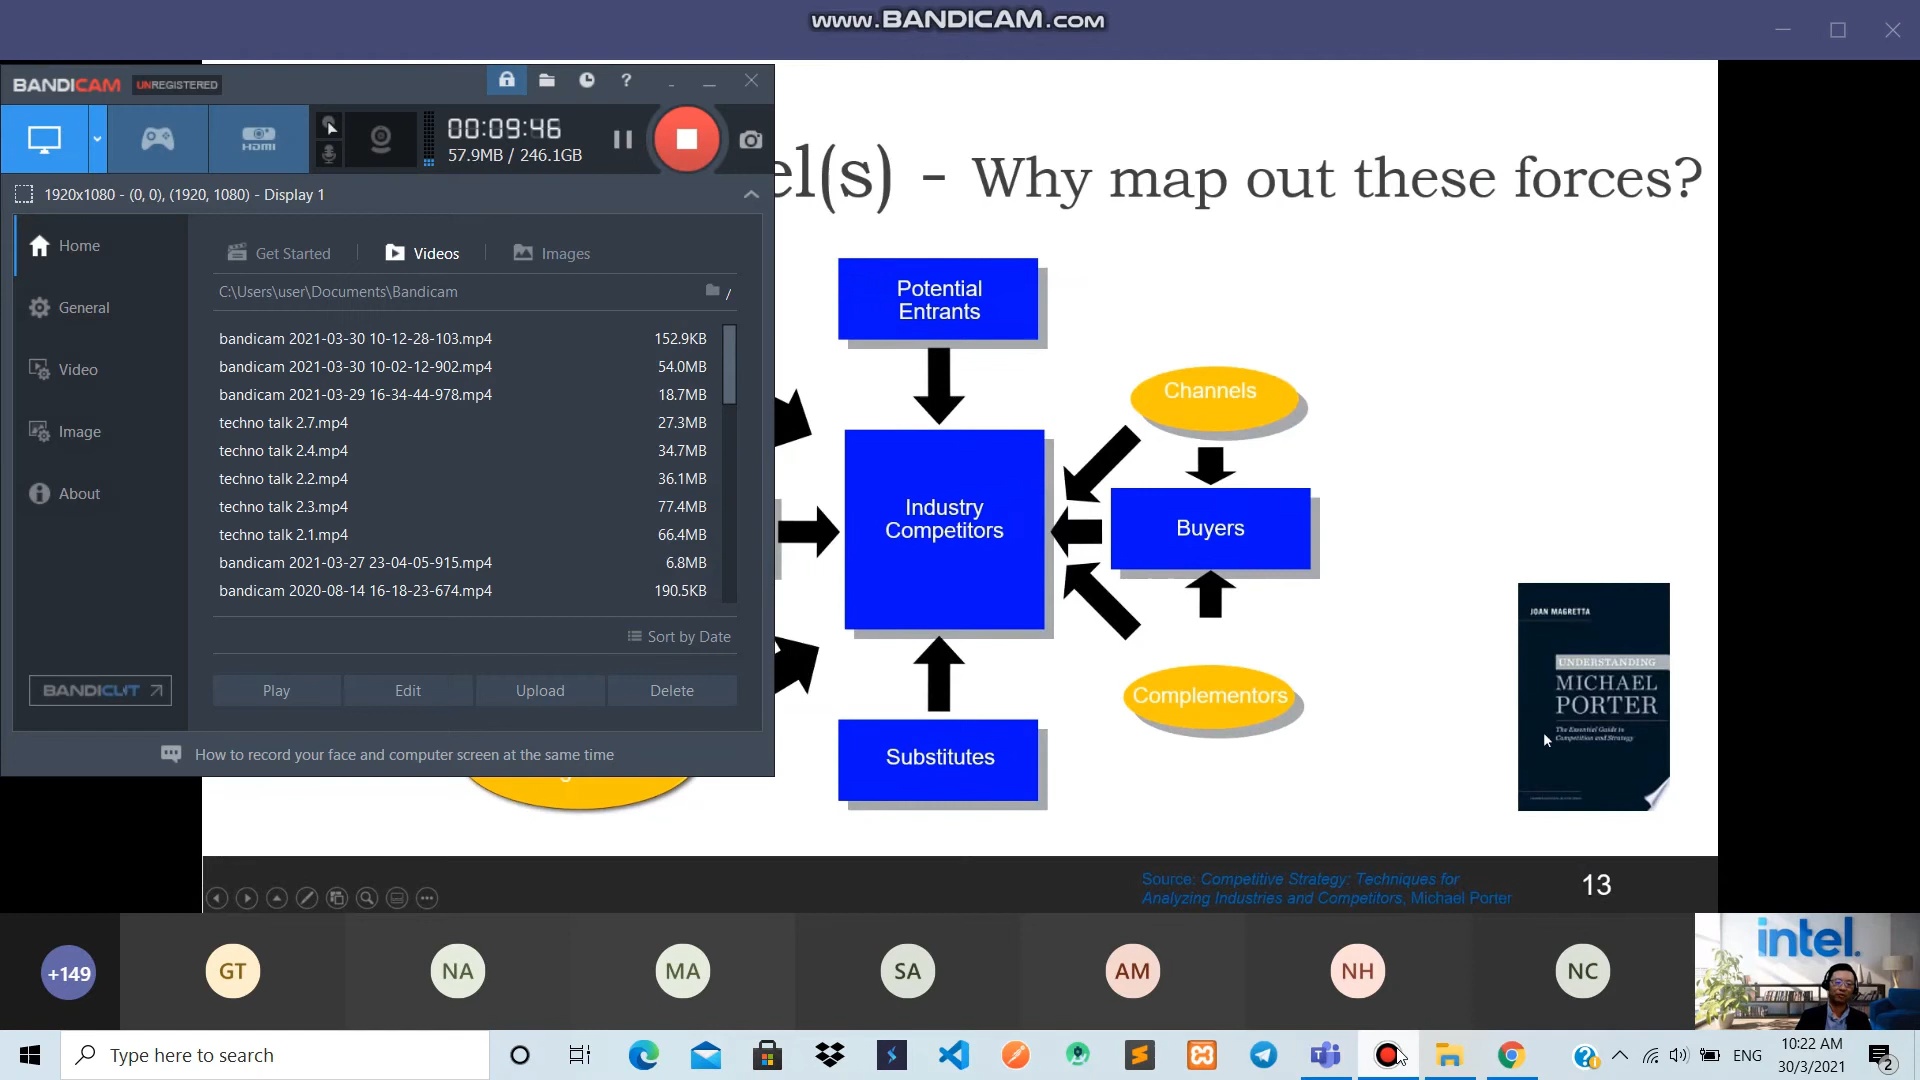 www.BANDICAM.com
BANDICAM UNREGISTERED
?
HDMI
00:09:46
57.9MB / 246.1GB
1920x1080 - (0, 0), (1920, 1080) - Display 1
Home
General
Video
Image
About
BANDICUT
Get Started
Videos
Images
C:\Users\user\Documents\Bandicam
/
bandicam 2021-03-30 10-12-28-103.mp4 152.9KB
bandicam 2021-03-30 10-02-12-902.mp4 54.0MB
bandicam 2021-03-29 16-34-44-978.mp4 18.7MB
techno talk 2.7.mp4 27.3MB
techno talk 2.4.mp4 34.7MB
techno talk 2.2.mp4 36.1MB
techno talk 2.3.mp4 77.4MB
techno talk 2.1.mp4 66.4MB
bandicam 2021-03-27 23-04-05-915.mp4 6.8MB
bandicam 2020-08-14 16-18-23-674.mp4 190.5KB
Sort by Date
Play Edit Upload Delete
How to record your face and computer screen at the same time
el(s) - Why map out these forces?
Potential
Entrants
Channels
Industry
Competitors
Buyers
Complementors
Substitutes
JOAN MAGRETTA
UNDERSTANDING
MICHAEL
PORTER
The Essential Guide to
Competition and Strategy
Source: Competitive Strategy: Techniques for
Analyzing Industries and Competitors, Michael Porter
13
+149
GT
NA
MA
SA
AM
NH
NC
intel.
Type here to search
ENG
10:22 AM
30/3/2021
2